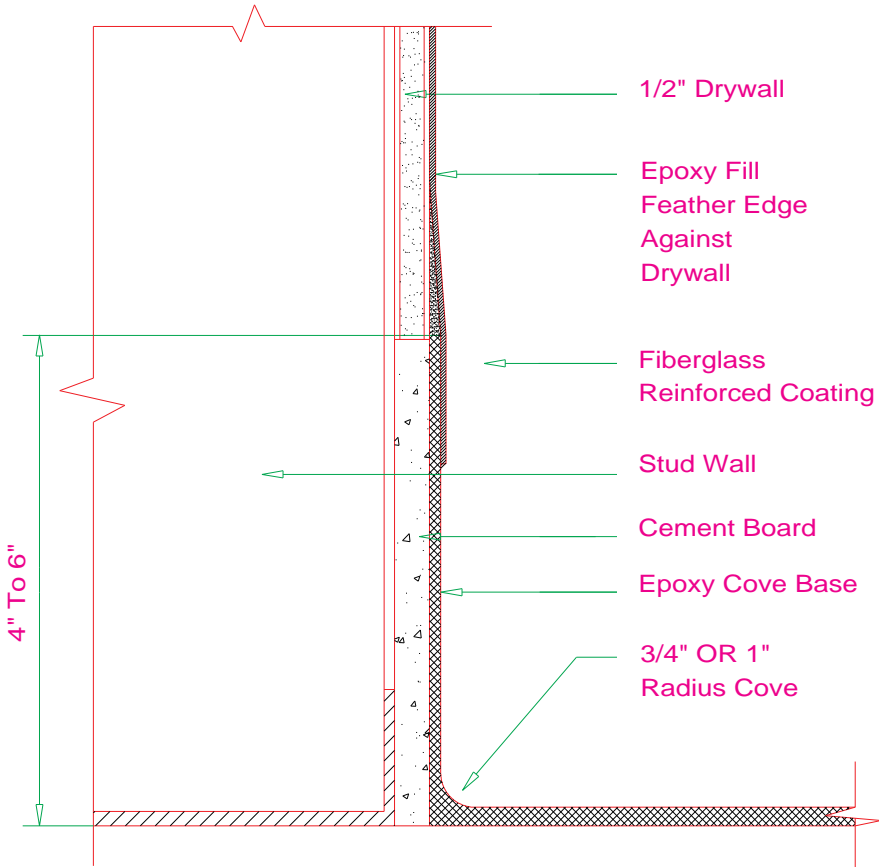 1/2" Drywall
Epoxy Fill
Feather Edge
Against
Drywall
Fiberglass
Reinforced Coating
Stud Wall
Cement Board
Epoxy Cove Base
3/4" OR 1"
Radius Cove
4" To 6"